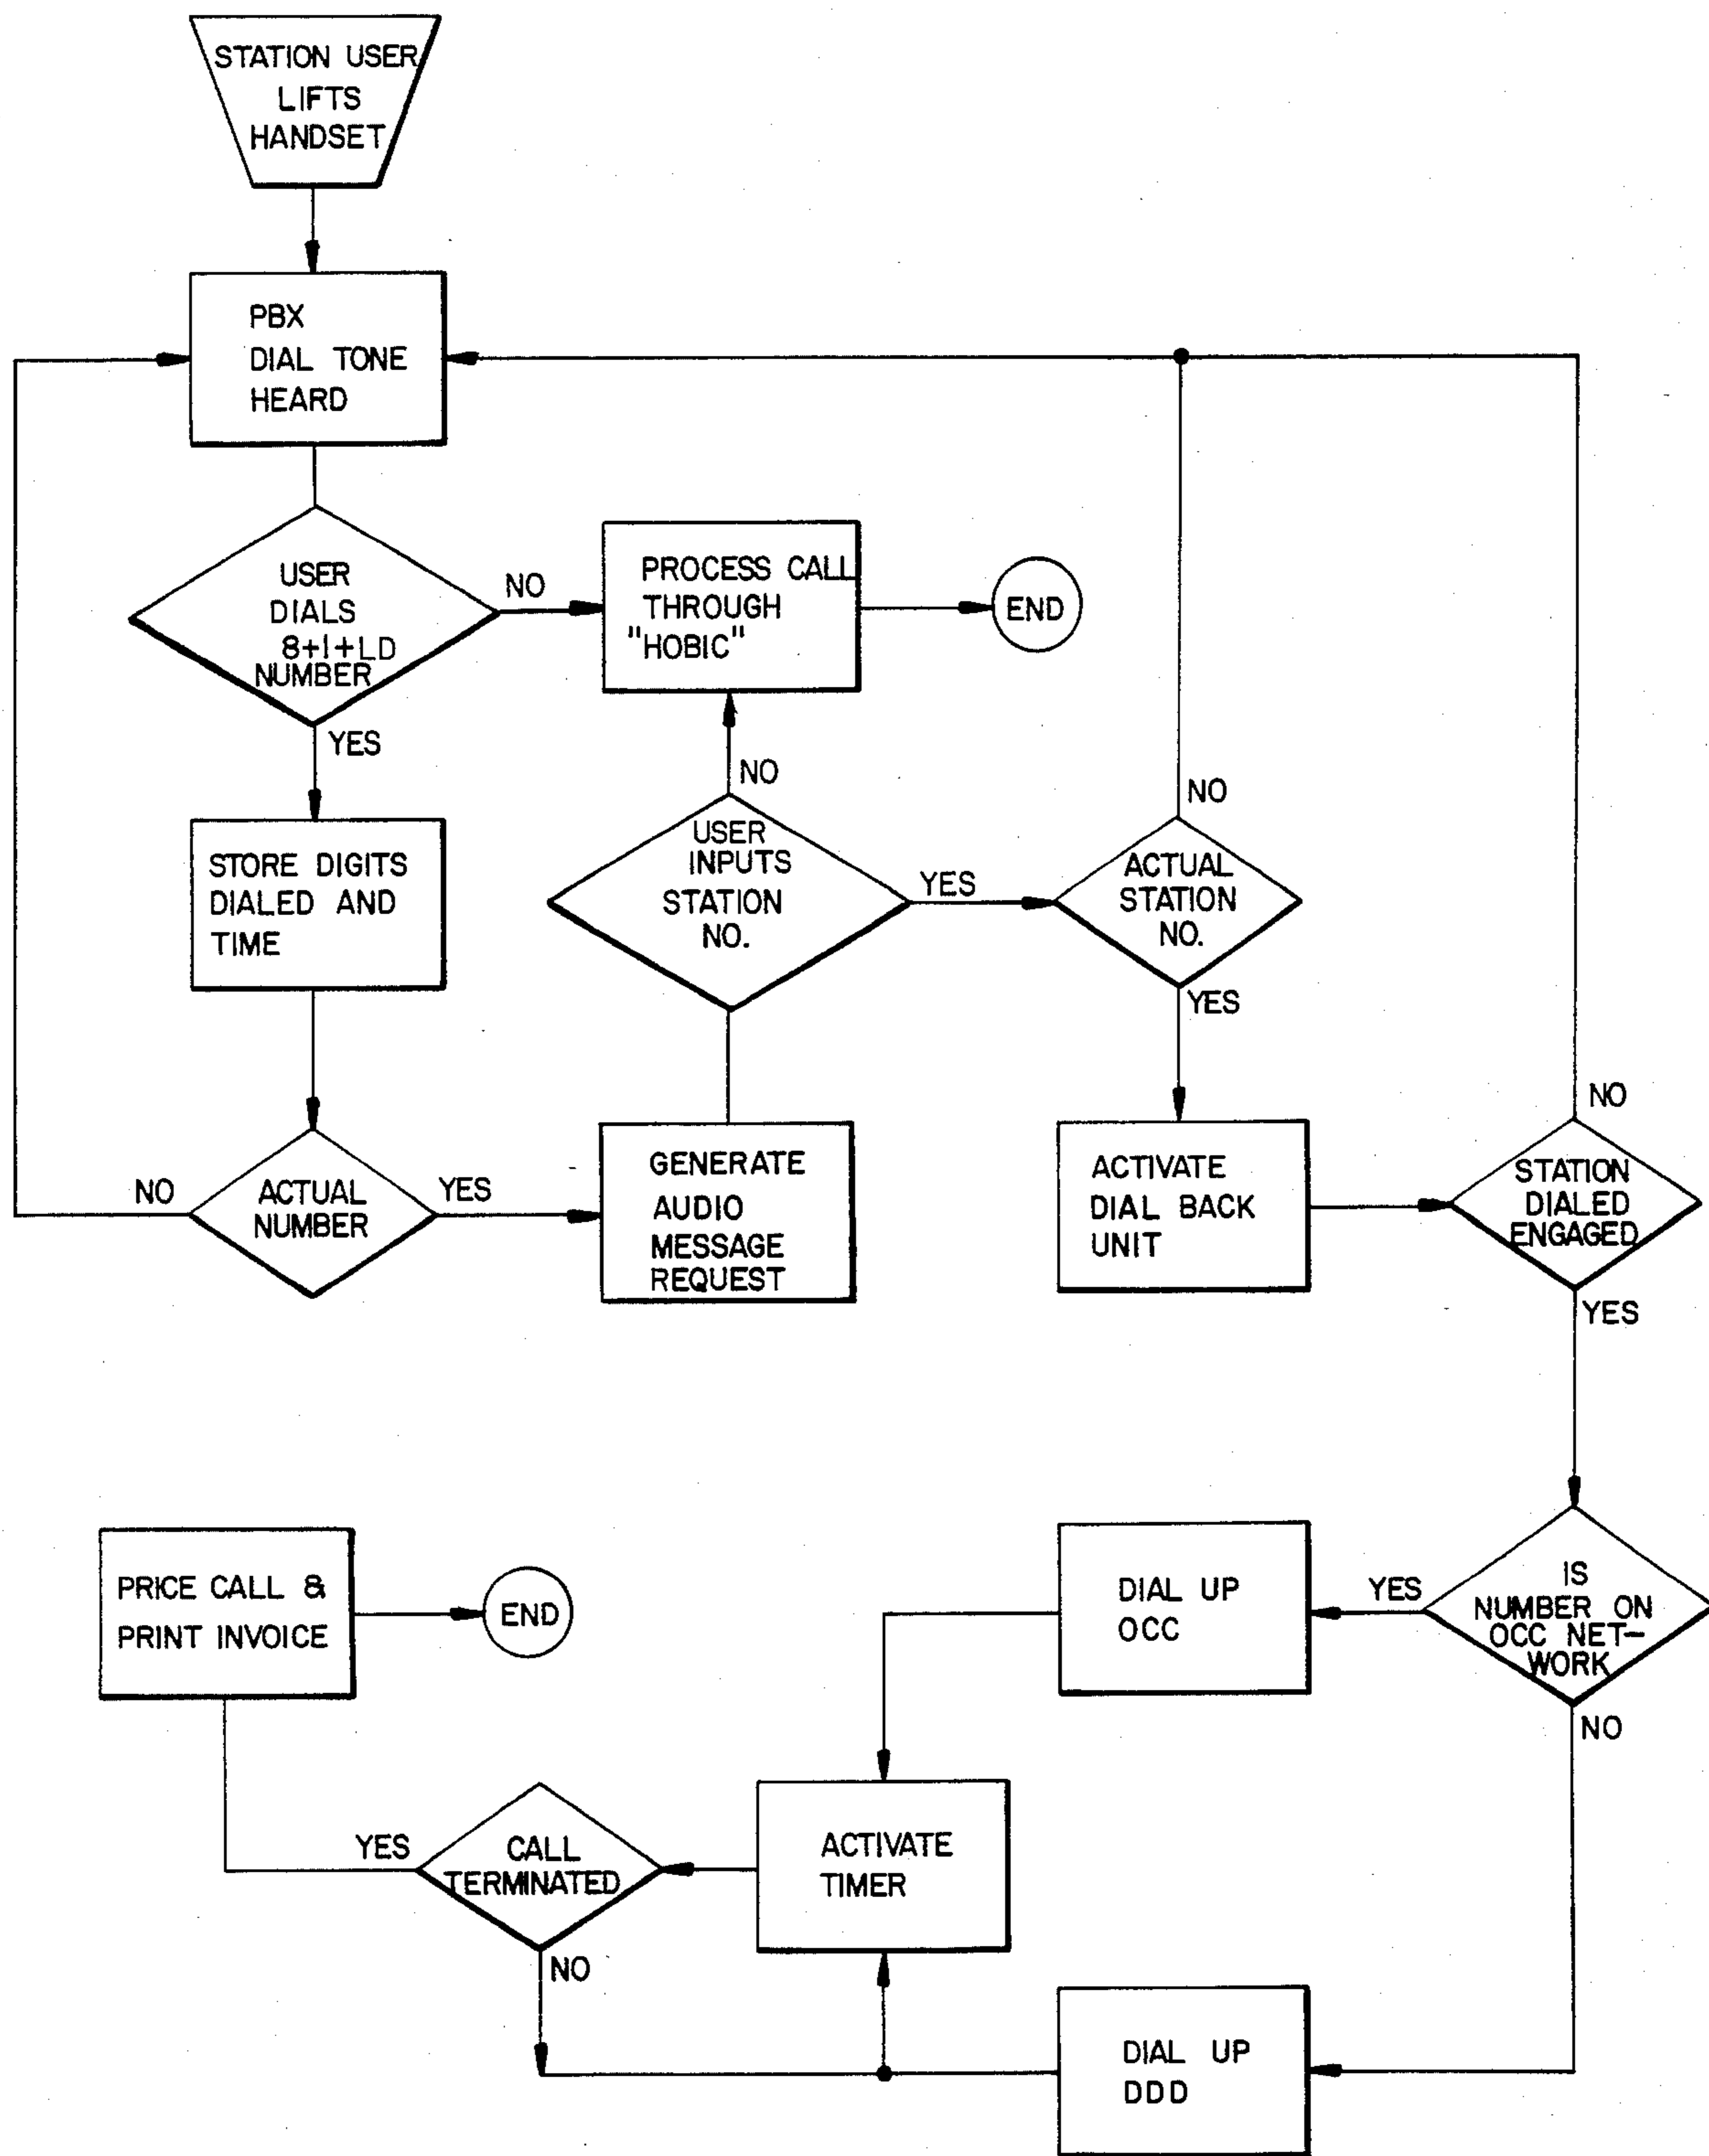 STATION USER
LIFTS
HANDSET
PBX
DIAL TONE
HEARD
USER
DIALS
8+1+LD
NUMBER
NO
PROCESS CALL
THROUGH
"HOBIC"
END
YES
NO
NO
STORE DIGITS
DIALED AND
TIME
USER
INPUTS
STATION
NO.
YES
ACTUAL
STATION
NO.
YES
NO
NO
ACTUAL
NUMBER
YES
GENERATE
AUDIO
MESSAGE
REQUEST
ACTIVATE
DIAL BACK
UNIT
STATION
DIALED
ENGAGED
YES
PRICE CALL &
PRINT INVOICE
END
DIAL UP
OCC
YES
IS
NUMBER ON
OCC NET-
WORK
NO
YES
CALL
TERMINATED
ACTIVATE
TIMER
NO
DIAL UP
DDD